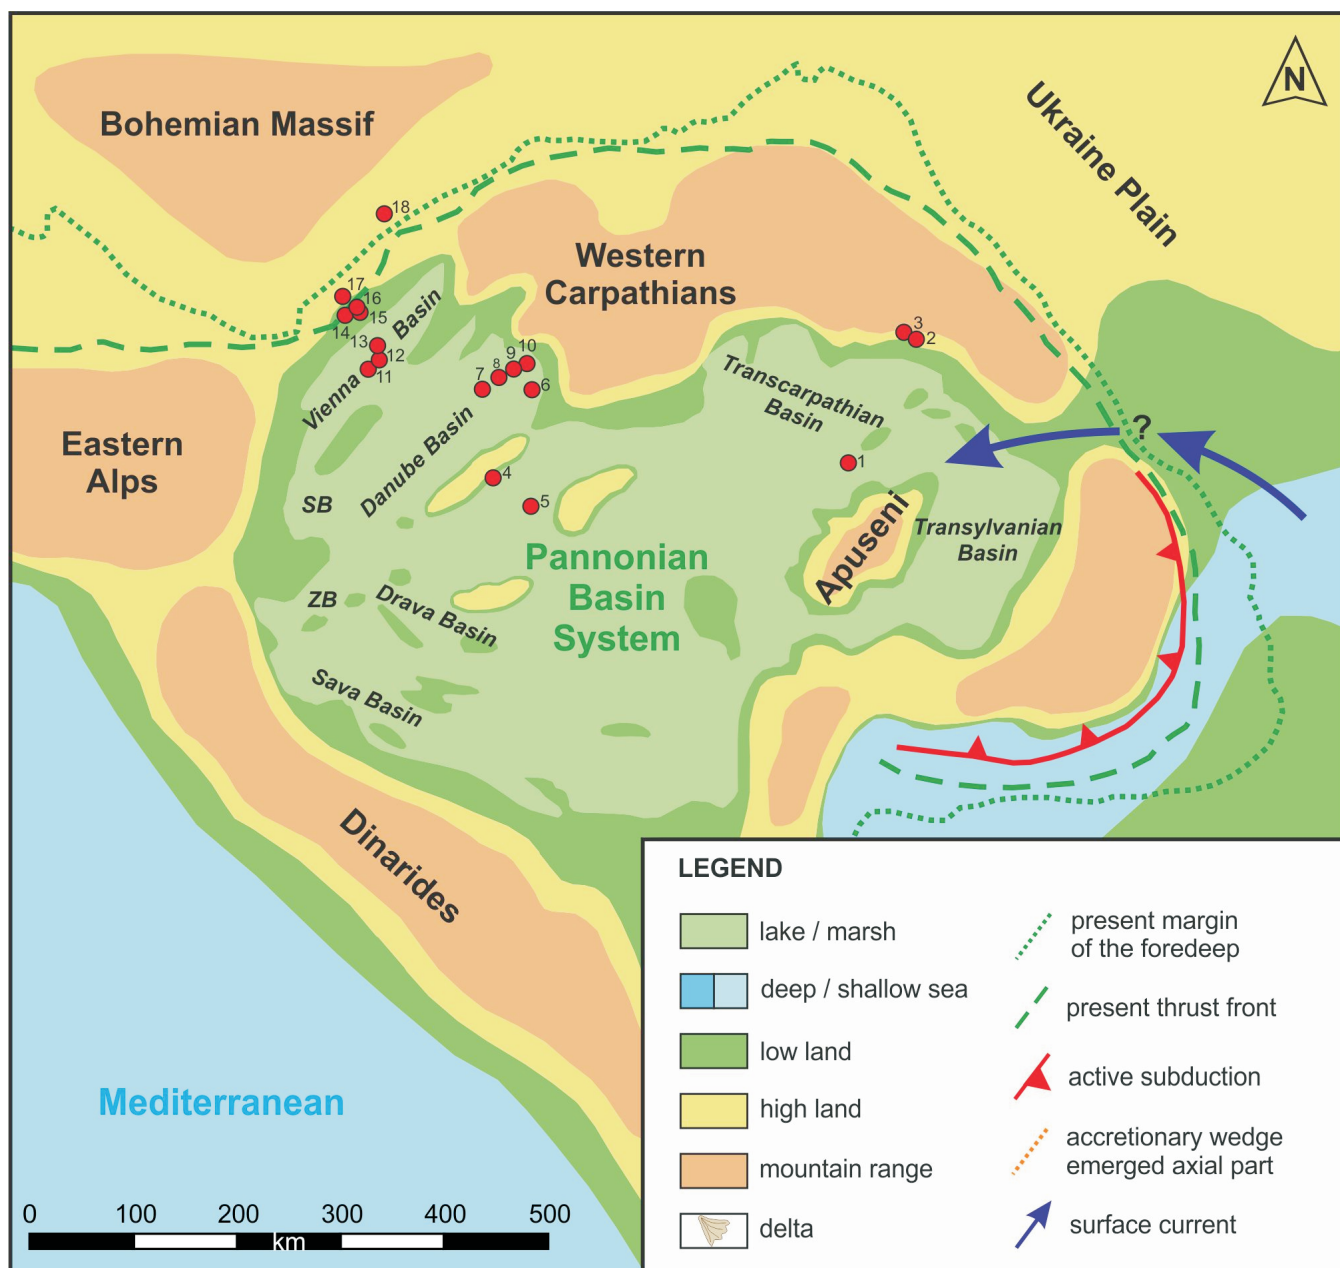 N
Bohemian Massif
Ukraine Plain
18
Western
Carpathians
17
16
15
14
13
12
11
Vienna Basin
3
2
10
9
8
7
6
Transcarpathian
Basin
Eastern
Alps
Danube Basin
?
4
1
5
SB
Apuseni
Transylvanian
Basin
Pannonian
Basin
System
ZB
Drava Basin
Sava Basin
Dinarides
Mediterranean
0 100 200 300 400 500
km
LEGEND
lake / marsh
deep / shallow sea
low land
high land
mountain range
delta
present margin
of the foredeep
present thrust front
active subduction
accretionary wedge
emerged axial part
surface current